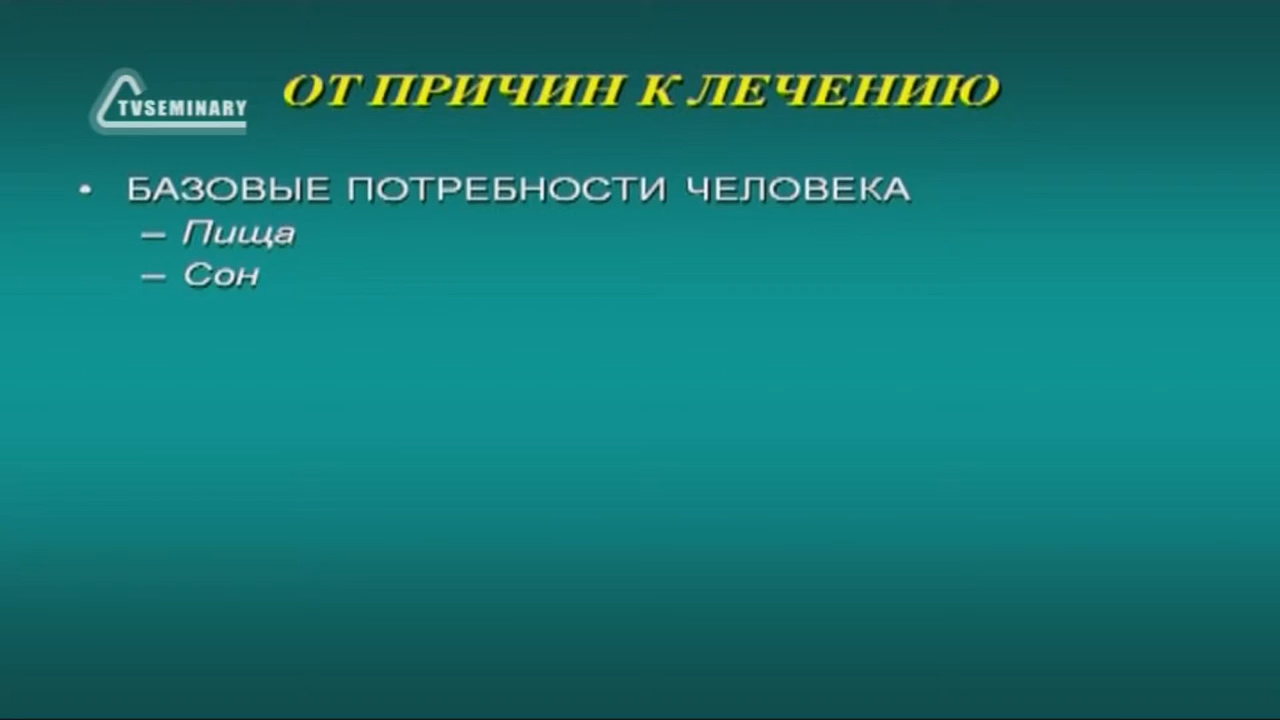 TVSEMINARY
ОТ ПРИЧИН К ЛЕЧЕНИЮ
• БАЗОВЫЕ ПОТРЕБНОСТИ ЧЕЛОВЕКА
– Пища
– Сон